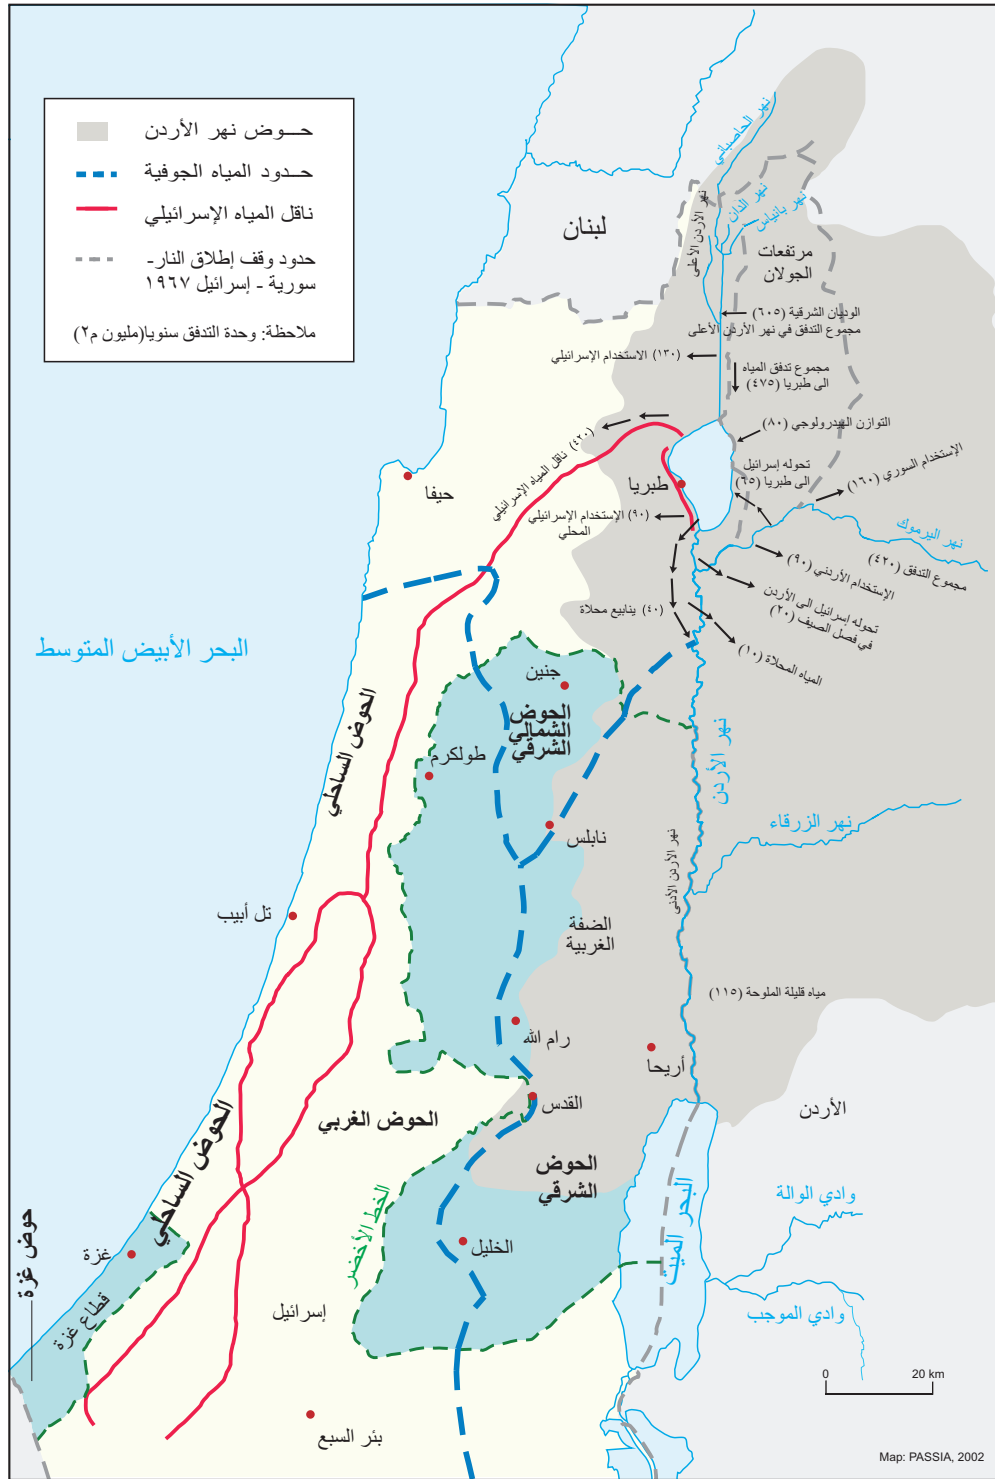 حـــوض نهر الأردن
حــدود المياه الجوفية
ناقل المياه الإسرائيلي
حدود وقف إطلاق النار-
سورية - إسرائيل ١٩٦٧
ملاحظة: وحدة التدفق سنويا(مليون م٢)
لبنان
نهر الحاصباني
نهر الدان
نهر بانياس
نهر الأردن الأعلى
مرتفعات
الجولان
الوديان الشرقية (٦٠٥)
مجموع التدفق في نهر الأردن الأعلى
الاستخدام الإسرائيلي (١٣٠)
مجموع تدفق المياه
الى طبريا (٤٧٥)
التوازن الهيدرولوجي (٨٠)
(٤٢٠)
ناقل المياه الإسرائيلي
تحوله إسرائيل
الى طبريا (٦٥)
الإستخدام السوري (١٦٠)
حيفا
طبريا
الإستخدام الإسرائيلي (٩٠)
المحلي
نهر اليرموك
مجموع التدفق (٤٢٠)
الإستخدام الأردني (٩٠)
تحوله إسرائيل الى الأردن
في فصل الصيف (٢٠)
ينابيع محلاة (٤٠)
المياه المحلاة (١٠)
البحر الأبيض المتوسط
جنين
الحوض
الشمالي
الشرقي
الحوض الساحلي
طولكرم
نهر الأردن
نابلس
نهر الزرقاء
نهر الأردن الأدنى
تل أبيب
الضفة
الغربية
مياه قليلة الملوحة (١١٥)
رام الله
أريحا
القدس
الأردن
الحوض الغربي
الحوض الساحلي
الحوض
الشرقي
الخط الأخضر
البحر الميت
وادي الوالة
الخليل
غزة
حوض غزة
قطاع غزة
إسرائيل
وادي الموجب
0 20 km
بئر السبع
Map: PASSIA, 2002